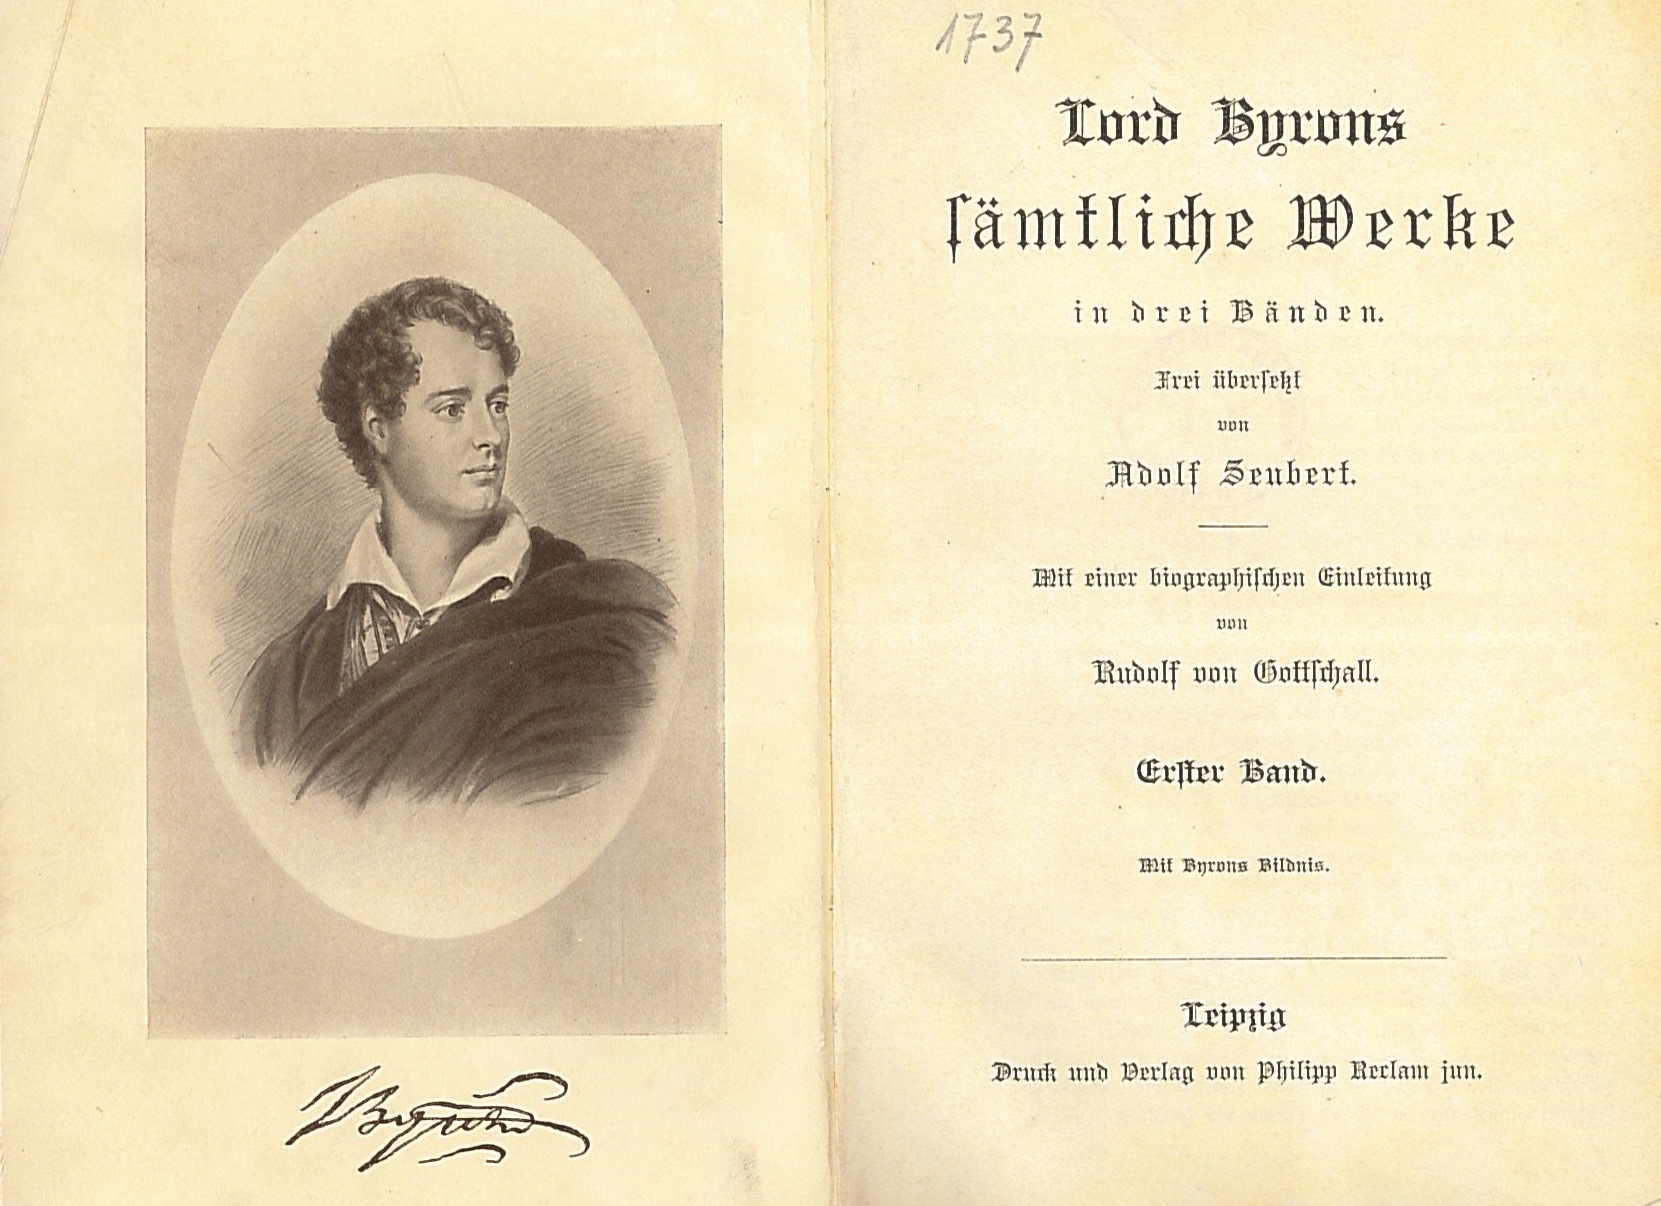 Byron
1737
Lord Byrons
sämtliche Werke
in drei Bänden.
Frei übersetzt
von
Adolf Seubert.
Mit einer biographischen Einleitung
von
Rudolf von Gottschall.
Erster Band.
Mit Byrons Bildnis.
Leipzig
Druck und Verlag von Philipp Reclam jun.